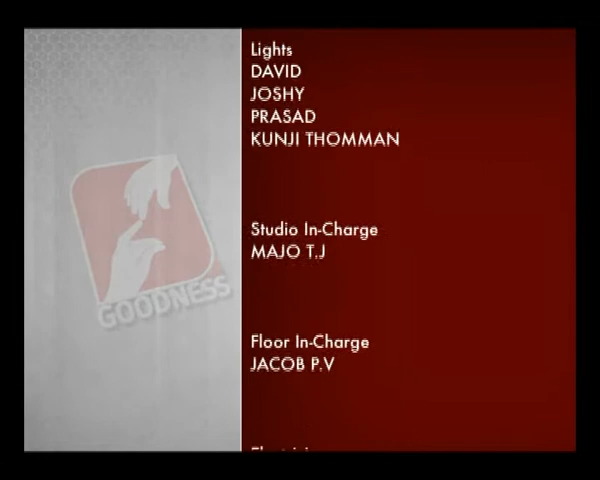 Lights
DAVID
JOSHY
PRASAD
KUNJI THOMMAN
Studio In-Charge
MAJO T.J
Floor In-Charge
JACOB P.V
GOODNESS